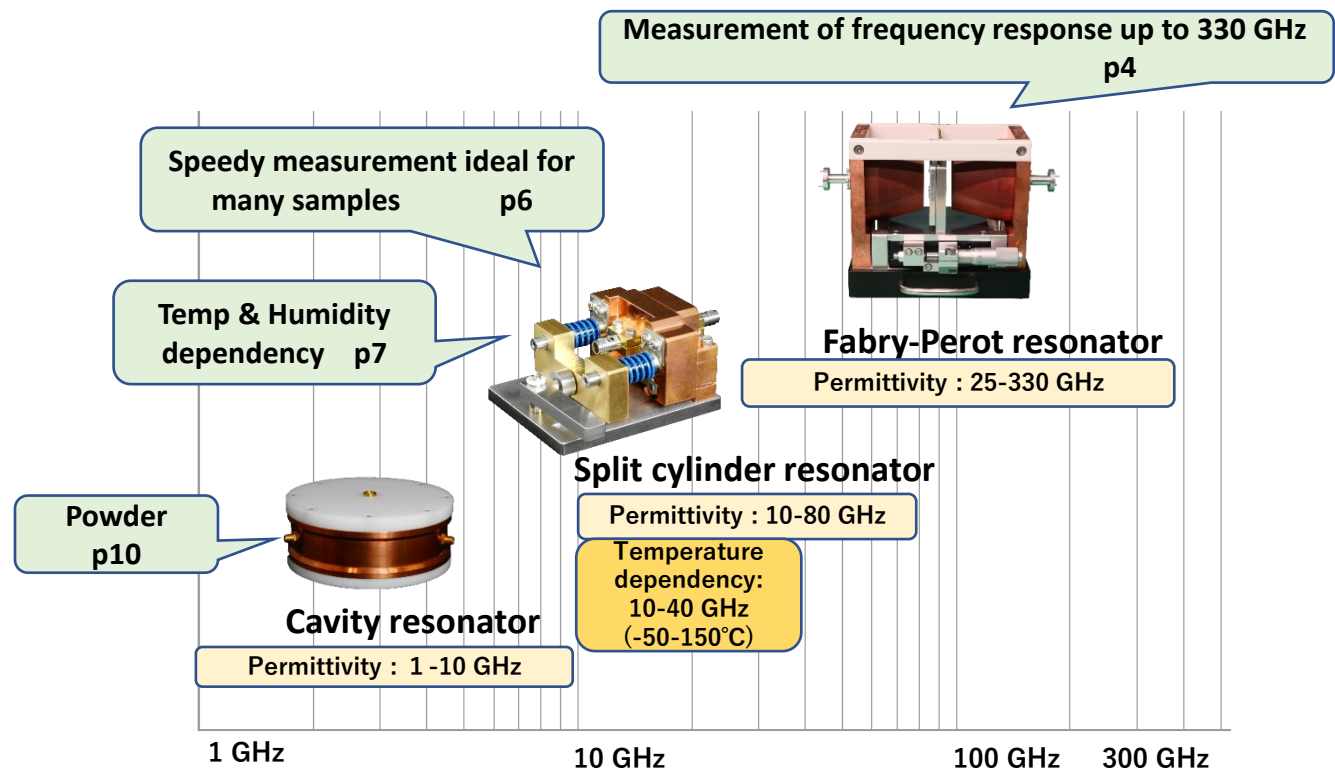 Measurement of frequency response up to 330 GHz
p4
Speedy measurement ideal for
many samples p6
Temp & Humidity
dependency p7
Fabry-Perot resonator
Permittivity : 25-330 GHz
Split cylinder resonator
Permittivity : 10-80 GHz
Temperature
dependency:
10-40 GHz
(-50-150℃)
Powder
p10
Cavity resonator
Permittivity : 1 -10 GHz
1 GHz
10 GHz
100 GHz
300 GHz